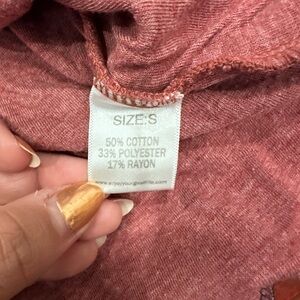 SIZE:S
50% COTTON
33% POLYESTER
17% RAYON